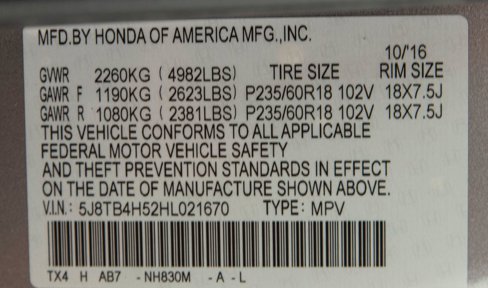 MFD.BY HONDA OF AMERICA MFG.,INC.
10/'16
GVWR 2260KG (4982LBS) TIRE SIZE RIM SIZE
GAWR F 1190KG (2623LBS) P235/60R18 102V 18X7.5J
GAWR R 1080KG (2381LBS) P235/60R18 102V 18X7.5J
THIS VEHICLE CONFORMS TO ALL APPLICABLE
FEDERAL MOTOR VEHICLE SAFETY
AND THEFT PREVENTION STANDARDS IN EFFECT
ON THE DATE OF MANUFACTURE SHOWN ABOVE.
V.I.N.: 5J8TB4H52HL021670 TYPE: MPV
TX4 H AB7 -NH830M -A-L